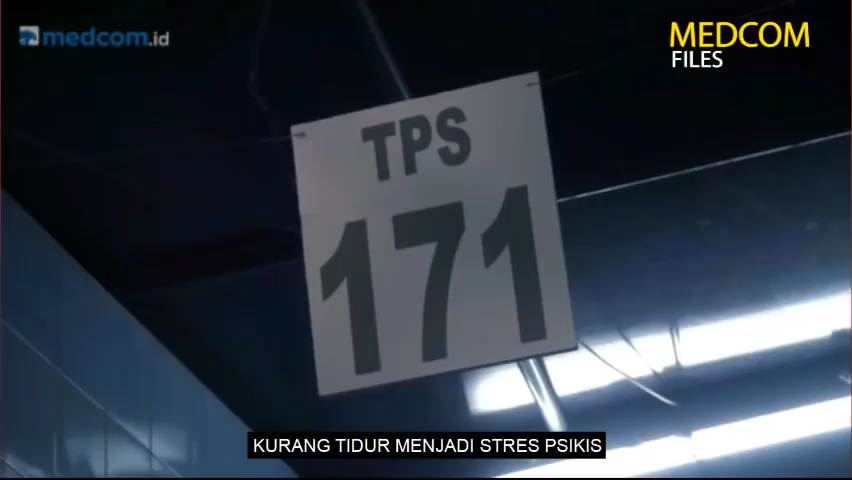 medcom.id
MEDCOM
FILES
TPS
171
KURANG TIDUR MENJADI STRES PSIKIS